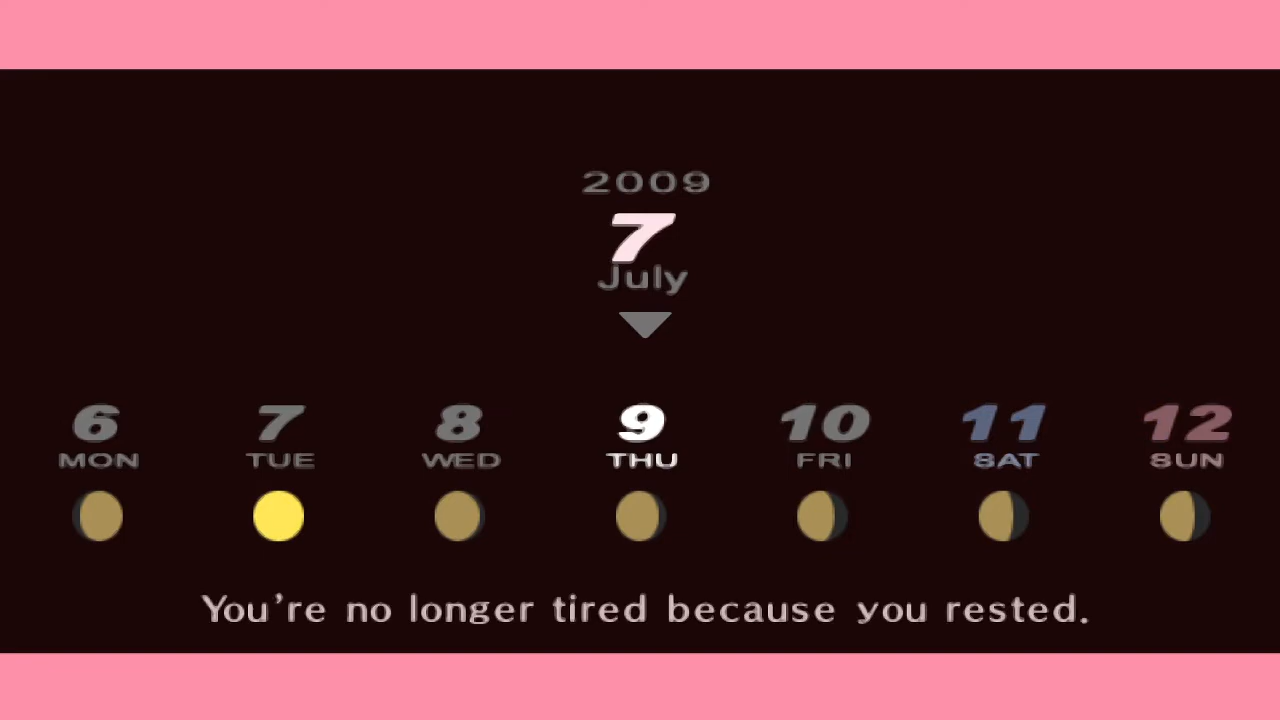 2009
7
July
6 7 8 9 10 11 12
MON TUE WED THU FRI SAT SUN
You're no longer tired because you rested.